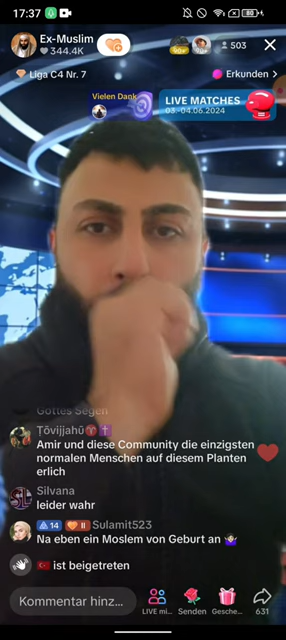 17:37
80
Ex-Muslim
344.4K
503
Liga C4 Nr. 7
Erkunden >
Vielen Dank
LIVE MATCHES
03.-04.06.2024
Gottes Segen
Tōvijjahū
Amir und diese Community die einzigsten
normalen Menschen auf diesem Planten
erlich
Silvana
leider wahr
14 II Sulamit523
Na eben ein Moslem von Geburt an
ist beigetreten
Kommentar hinz...
LIVE mi... Senden Gesche... 631